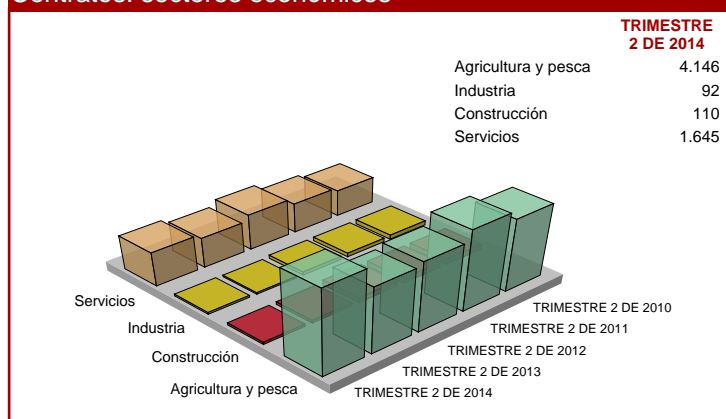 Contratos: sectores económicos
TRIMESTRE
2 DE 2014
Agricultura y pesca 4.146
Industria 92
Construcción 110
Servicios 1.645
Servicios
Industria
Construcción
Agricultura y pesca
TRIMESTRE 2 DE 2010
TRIMESTRE 2 DE 2011
TRIMESTRE 2 DE 2012
TRIMESTRE 2 DE 2013
TRIMESTRE 2 DE 2014